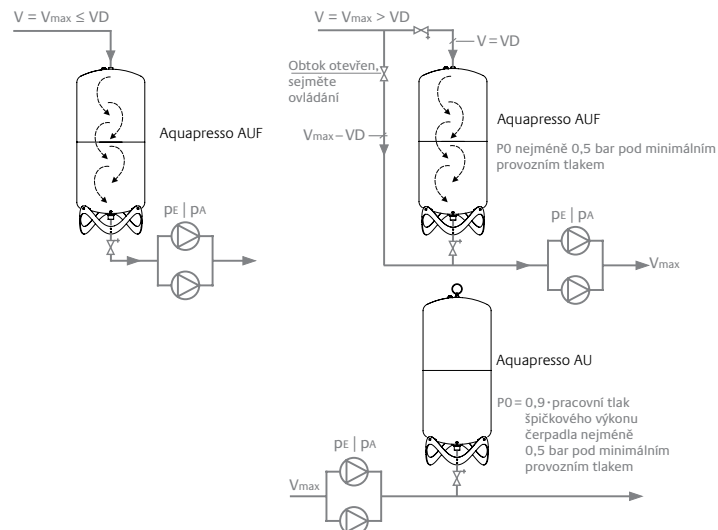 V = Vmax ≤ VD
Aquapresso AUF
pE | pA
V = Vmax > VD
V = VD
Obtok otevřen,
sejměte
ovládání
Vmax – VD
Aquapresso AUF
P0 nejméně 0,5 bar pod minimálním
provozním tlakem
pE | pA
Vmax
Aquapresso AU
P0 = 0,9 · pracovní tlak
špičkového výkonu
čerpadla nejméně
0,5 bar pod minimálním
provozním tlakem
pE | pA
Vmax